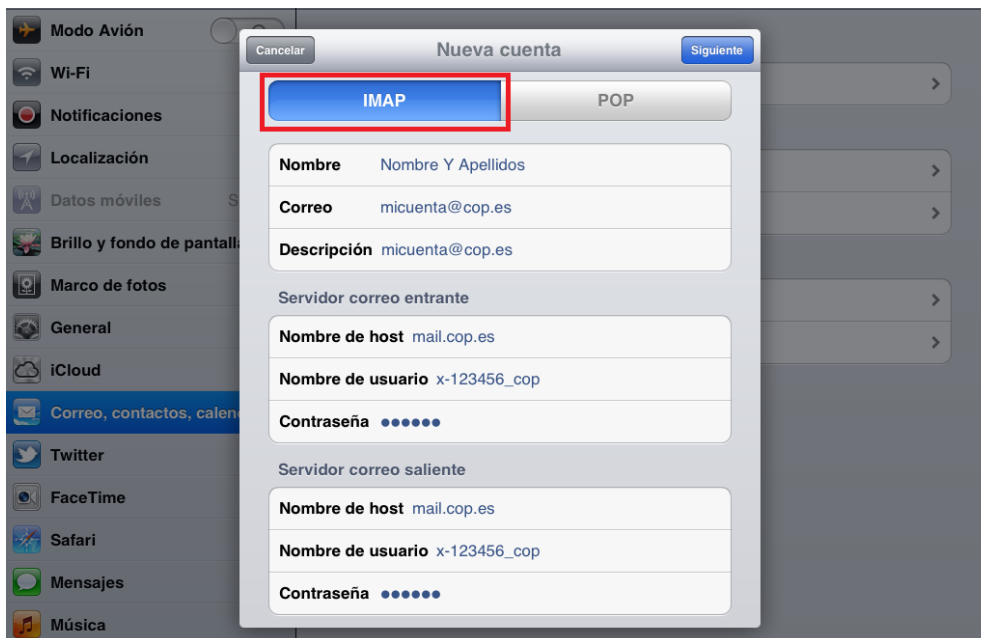 Modo Avión
Wi-Fi
Notificaciones
Localización
Datos móviles S
Brillo y fondo de pantall
Marco de fotos
General
iCloud
Correo, contactos, calen
Twitter
FaceTime
Safari
Mensajes
Música
Cancelar Nueva cuenta Siguiente
IMAP POP
Nombre Nombre Y Apellidos
Correo micuenta@cop.es
Descripción micuenta@cop.es
Servidor correo entrante
Nombre de host mail.cop.es
Nombre de usuario x-123456_cop
Contraseña ●●●●●●
Servidor correo saliente
Nombre de host mail.cop.es
Nombre de usuario x-123456_cop
Contraseña ●●●●●●